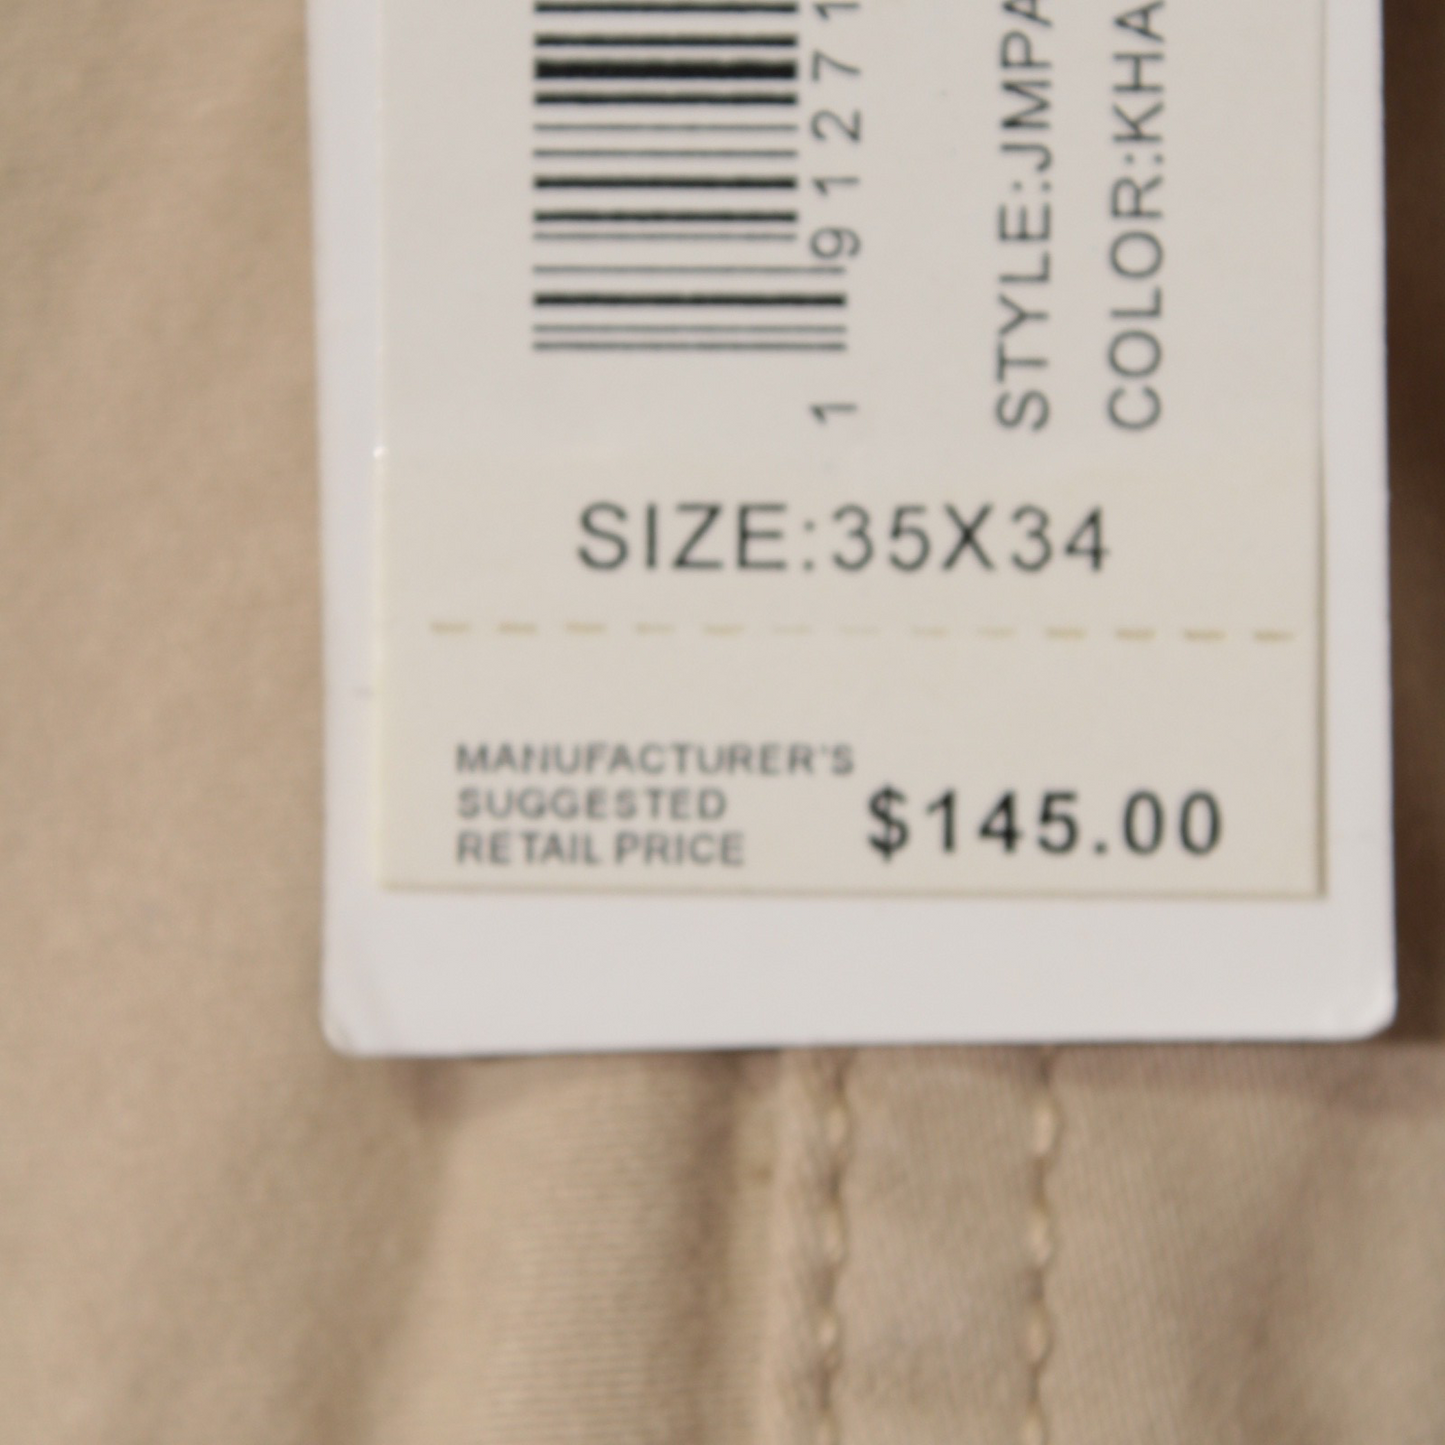 1 91271
STYLE:JMPA
COLOR:KHA
SIZE:35X34
MANUFACTURER'S
SUGGESTED
RETAIL PRICE
$145.00